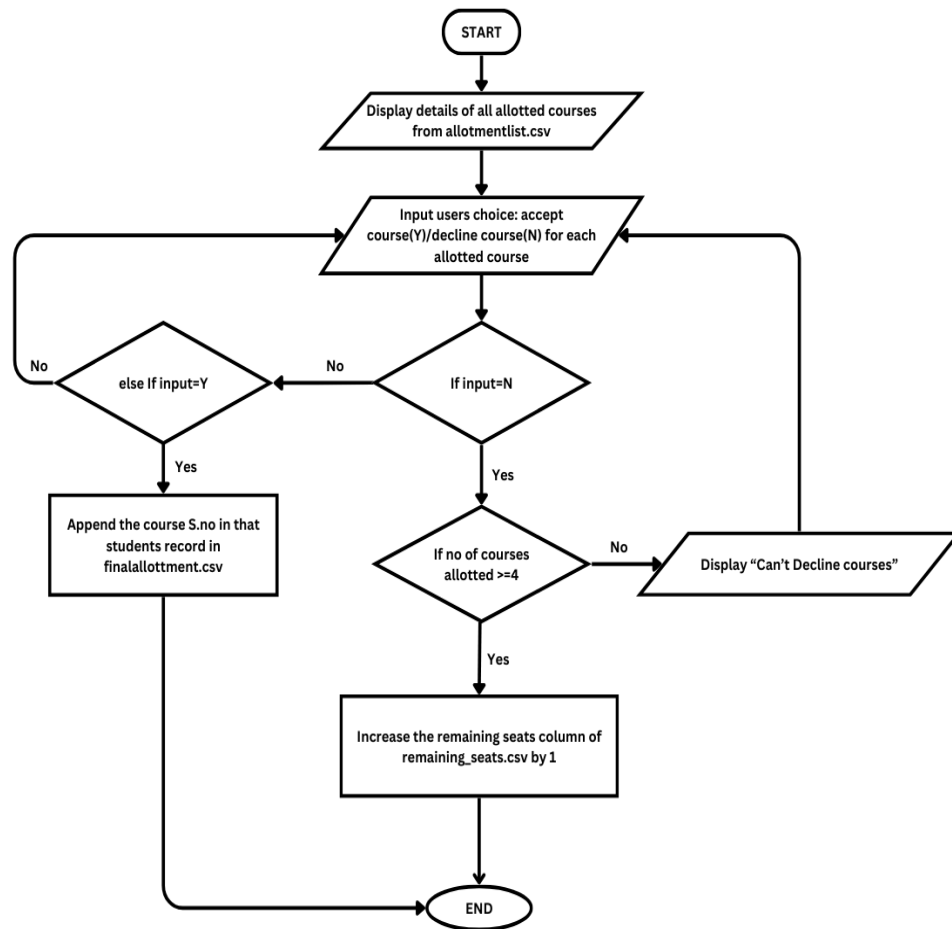 START
Display details of all allotted courses
from allotmentlist.csv
Input users choice: accept
course(Y)/decline course(N) for each
allotted course
No
else If input=Y
No
If input=N
Yes
Yes
Append the course S.no in that
students record in
finalallottment.csv
If no of courses
allotted >=4
No
Display “Can’t Decline courses”
Yes
Increase the remaining seats column of
remaining_seats.csv by 1
END